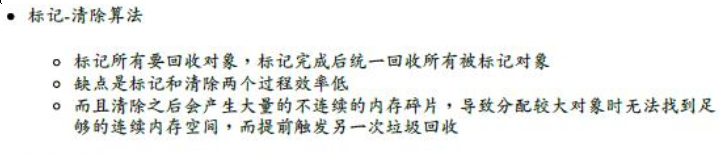 • 标记-清除算法
o 标记所有要回收对象，标记完成后统一回收所有被标记对象
o 缺点是标记和清除两个过程效率低
o 而且清除之后会产生大量的不连续的内存碎片，导致分配较大对象时无法找到足
够的连续内存空间，而提前触发另一次垃圾回收